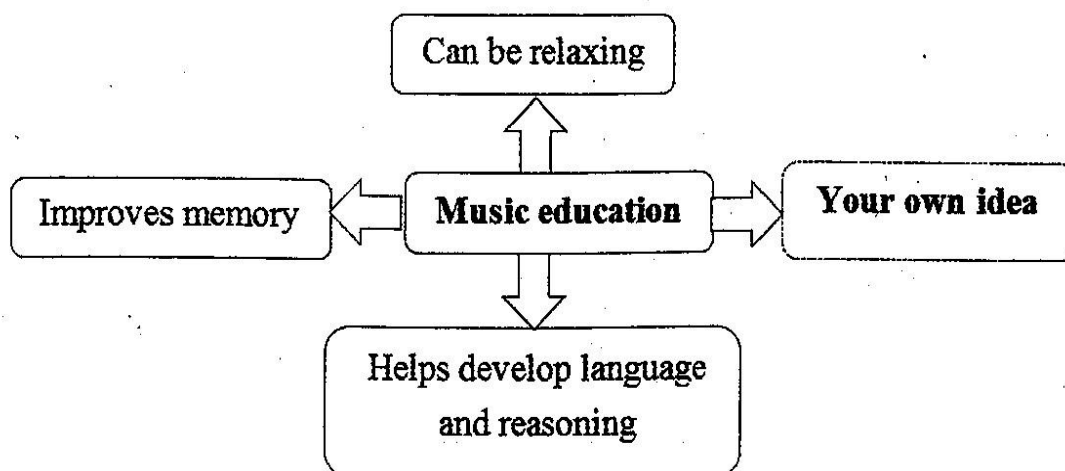 Can be relaxing
Improves memory
Music education
Your own idea
Helps develop language
and reasoning